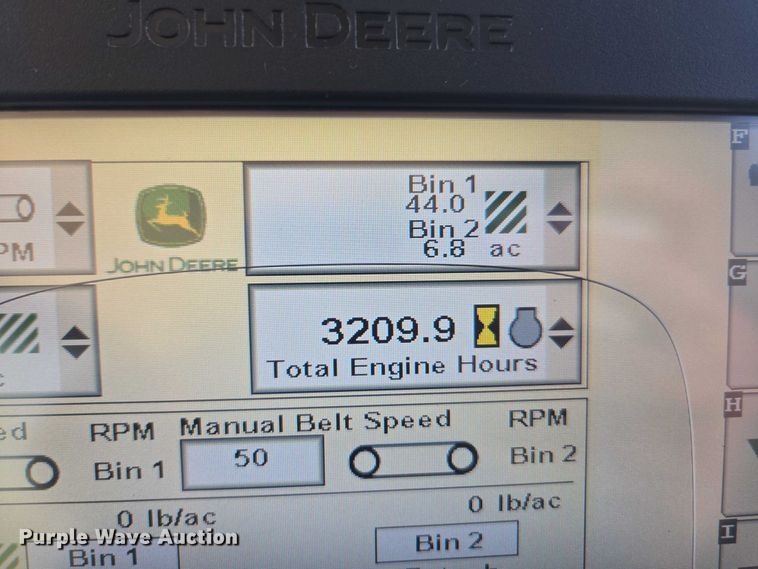 JOHN DEERE
F
Bin 1
44.0
Bin 2
6.8 ac
PM
JOHN DEERE
G
3209.9
Total Engine Hours
H
RPM
Manual Belt Speed
RPM
Bin 1
50
Bin 2
0 lb/ac
0 lb/ac
I
Bin 1
Bin 2
Purple Wave Auction